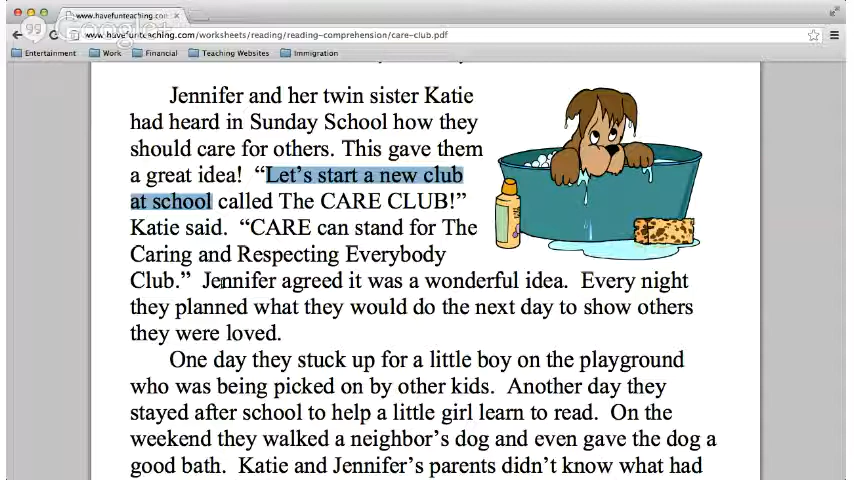 www.havefunteaching.co
Google+
www.havefunteaching.com/worksheets/reading/reading-comprehension/care-club.pdf
Entertainment Work Financial Teaching Websites Immigration
Jennifer and her twin sister Katie
had heard in Sunday School how they
should care for others. This gave them
a great idea! “Let’s start a new club
at school called The CARE CLUB!”
Katie said. “CARE can stand for The
Caring and Respecting Everybody
Club.” Jennifer agreed it was a wonderful idea. Every night
they planned what they would do the next day to show others
they were loved.
One day they stuck up for a little boy on the playground
who was being picked on by other kids. Another day they
stayed after school to help a little girl learn to read. On the
weekend they walked a neighbor’s dog and even gave the dog a
good bath. Katie and Jennifer’s parents didn’t know what had